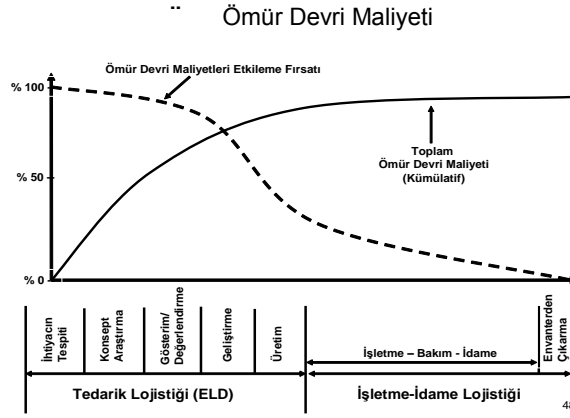 Ömür Devri Maliyeti
Ömür Devri Maliyetleri Etkileme Fırsatı
% 100
% 50
% 0
Toplam
Ömür Devri Maliyeti
(Kümülatif)
İhtiyacın
Tespiti
Konsept
Araştırma
Gösterim/
Değerlendirme
Geliştirme
Üretim
İşletme – Bakım - İdame
Envanterden
Çıkarma
Tedarik Lojistiği (ELD)
İşletme-İdame Lojistiği